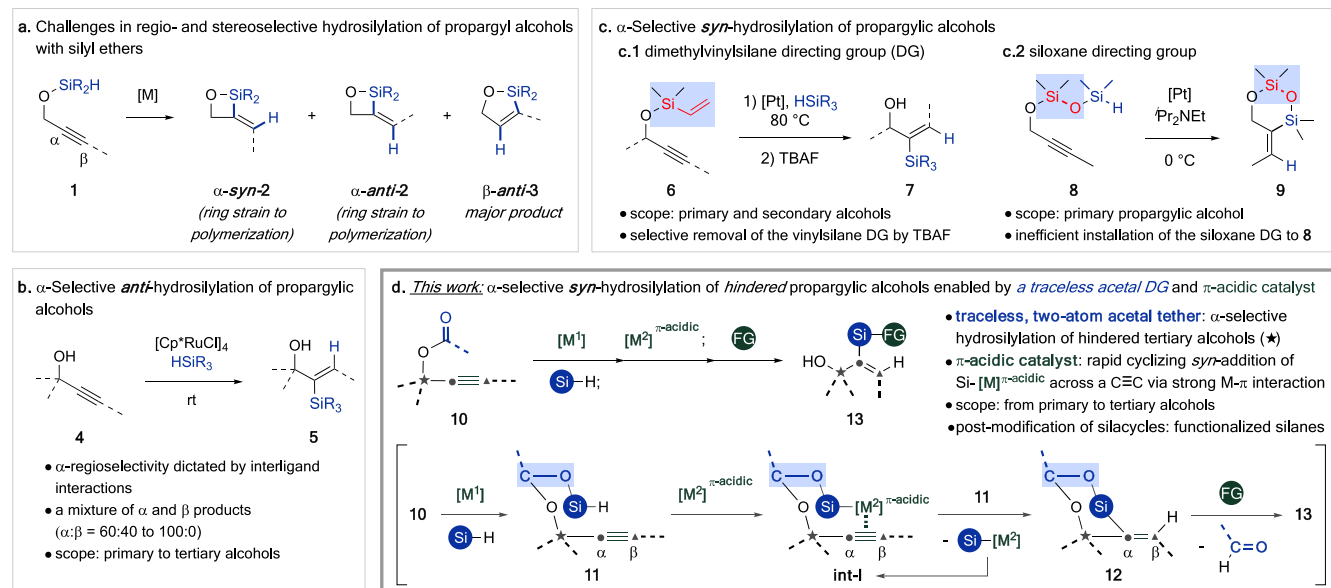 a. Challenges in regio- and stereoselective hydrosilylation of propargyl alcohols
with silyl ethers
SiR2H
O
α
β
1
[M]
O SiR2
H
α-syn-2
(ring strain to
polymerization)
+
O SiR2
H
α-anti-2
(ring strain to
polymerization)
+
O SiR2
H
β-anti-3
major product
b. α-Selective anti-hydrosilylation of propargylic
alcohols
OH
4
[Cp*RuCl]4
HSiR3
rt
OH H
SiR3
5
● α-regioselectivity dictated by interligand
interactions
● a mixture of α and β products
(α:β = 60:40 to 100:0)
● scope: primary to tertiary alcohols
c. α-Selective syn-hydrosilylation of propargylic alcohols
c.1 dimethylvinylsilane directing group (DG)
Si
O
6
1) [Pt], HSiR3
80 °C
2) TBAF
OH
H
SiR3
7
● scope: primary and secondary alcohols
● selective removal of the vinylsilane DG by TBAF
c.2 siloxane directing group
Si Si
O O H
8
[Pt]
iPr2NEt
0 °C
Si
O O
Si
H
9
● scope: primary propargylic alcohol
● inefficient installation of the siloxane DG to 8
d. This work: α-selective syn-hydrosilylation of hindered propargylic alcohols enabled by a traceless acetal DG and π-acidic catalyst
O
O
10
[M1] [M2]π-acidic ; FG
Si–H;
Si–FG
HO H
13
● traceless, two-atom acetal tether: α-selective
hydrosilylation of hindered tertiary alcohols (★)
● π-acidic catalyst: rapid cyclizing syn-addition of
Si-[M]π-acidic across a C≡C via strong M-π interaction
● scope: from primary to tertiary alcohols
● post-modification of silacycles: functionalized silanes
10
[M1]
Si–H
C–O
O Si–H
α β
11
[M2]π-acidic
C–O
O Si–[M2]π-acidic
α β
int-I
11
- Si–[M2]
C–O
O Si
H
α β
12
FG
- C=O
H
13